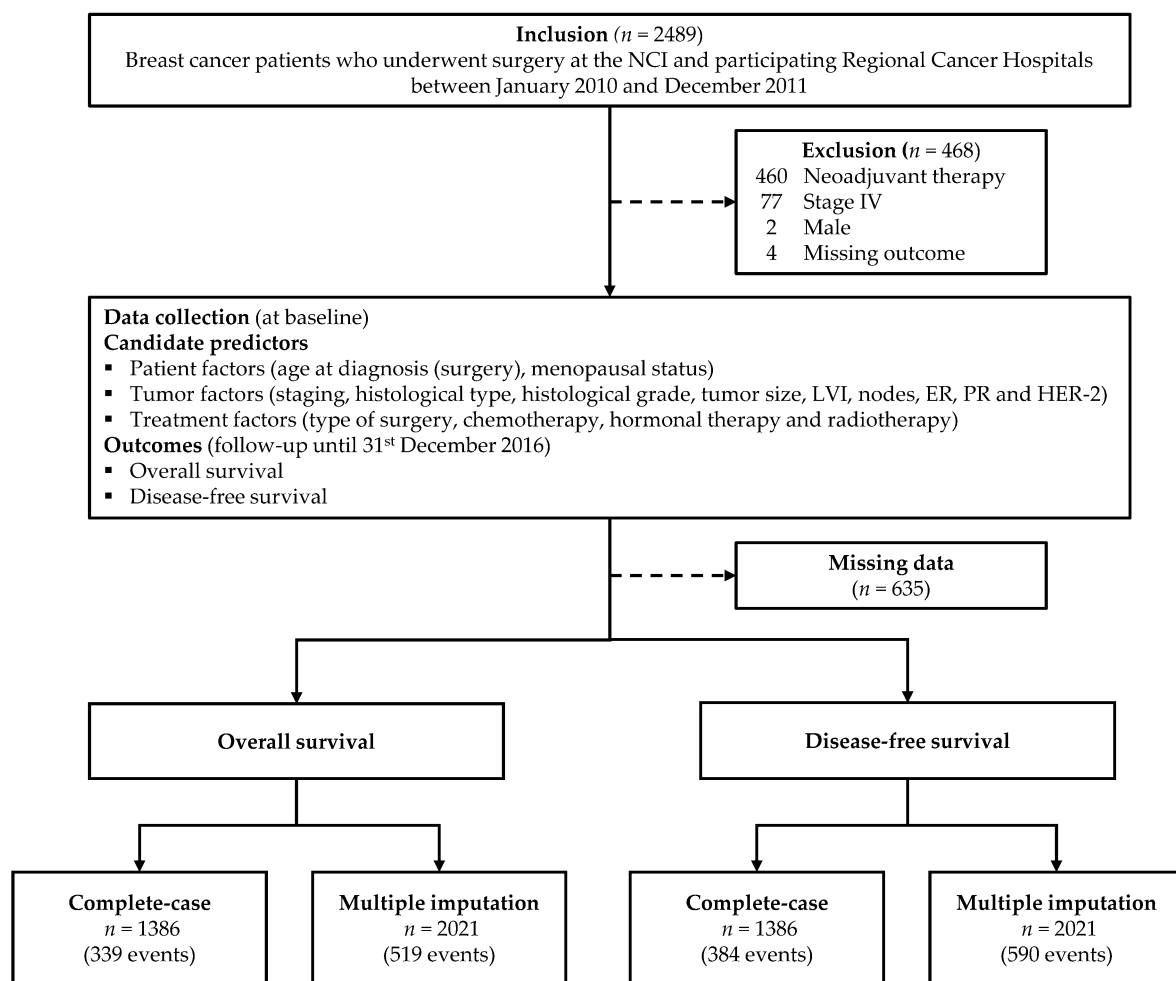 Inclusion (n = 2489)
Breast cancer patients who underwent surgery at the NCI and participating Regional Cancer Hospitals
between January 2010 and December 2011
Exclusion (n = 468)
460 Neoadjuvant therapy
77 Stage IV
2 Male
4 Missing outcome
Data collection (at baseline)
Candidate predictors
▪ Patient factors (age at diagnosis (surgery), menopausal status)
▪ Tumor factors (staging, histological type, histological grade, tumor size, LVI, nodes, ER, PR and HER-2)
▪ Treatment factors (type of surgery, chemotherapy, hormonal therapy and radiotherapy)
Outcomes (follow-up until 31st December 2016)
▪ Overall survival
▪ Disease-free survival
Missing data
(n = 635)
Overall survival
Disease-free survival
Complete-case
n = 1386
(339 events)
Multiple imputation
n = 2021
(519 events)
Complete-case
n = 1386
(384 events)
Multiple imputation
n = 2021
(590 events)